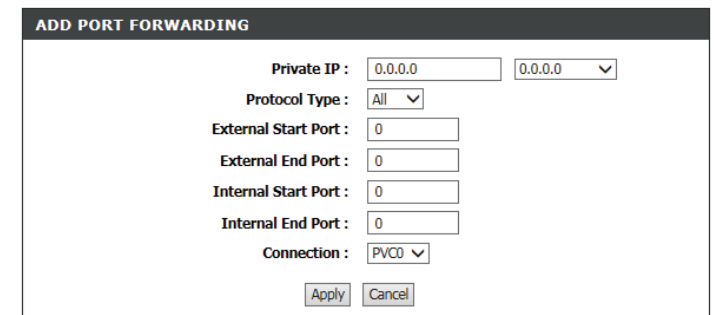 ADD PORT FORWARDING
Private IP : 0.0.0.0 0.0.0.0
Protocol Type : All
External Start Port : 0
External End Port : 0
Internal Start Port : 0
Internal End Port : 0
Connection : PVC0
Apply Cancel